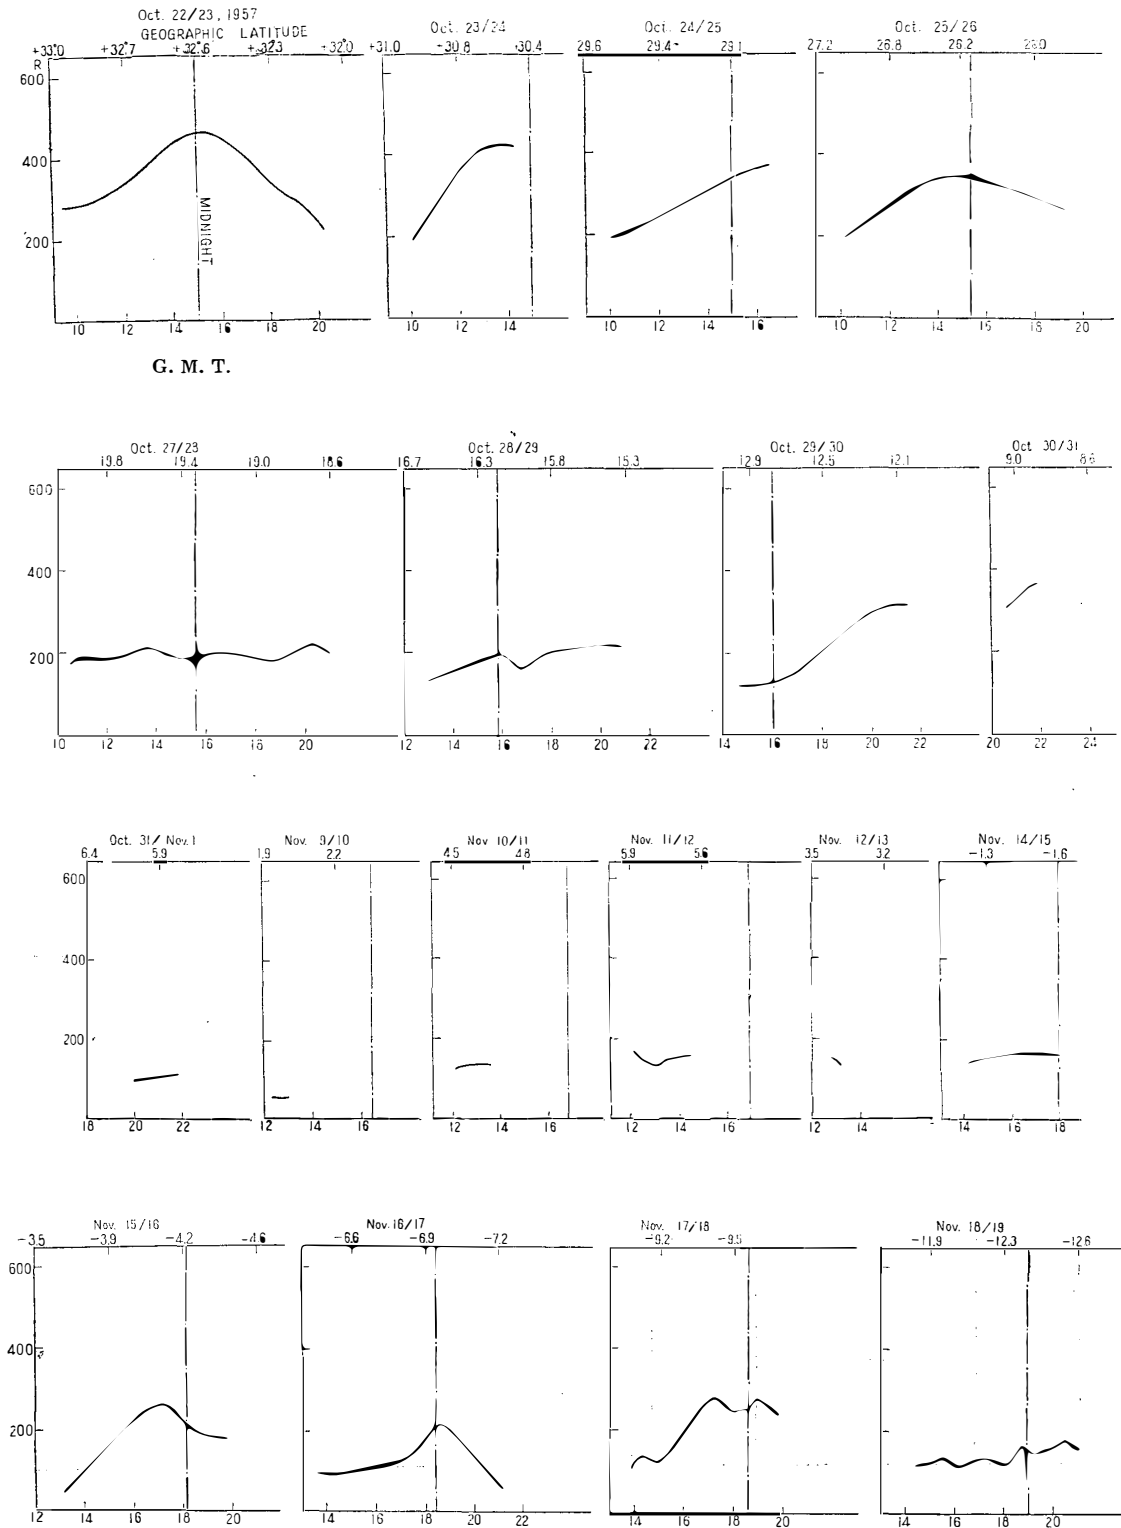 Oct. 22/23, 1957
GEOGRAPHIC LATITUDE
+33.0 +32.7 +32.6 +32.3 +32.0
R
600
400
200
MIDNIGHT
10 12 14 16 18 20
G. M. T.
Oct. 23/24
+31.0 +30.8 +30.4
10 12 14
Oct. 24/25
29.6 29.4 29.1
10 12 14 16
Oct. 25/26
27.2 26.8 26.2 26.0
10 12 14 16 18 20
Oct. 27/28
19.8 19.4 19.0 18.6
600
400
200
10 12 14 16 18 20
Oct. 28/29
16.7 16.3 15.8 15.3
12 14 16 18 20 22
Oct. 29/30
12.9 12.5 12.1
14 16 18 20 22
Oct 30/31
9.0 8.6
20 22 24
Oct. 31/ Nov. 1
6.4 5.9
600
400
200
18 20 22
Nov. 9/10
1.9 2.2
12 14 16
Nov 10/11
4.5 4.8
12 14 16
Nov. 11/12
5.9 5.6
12 14 16
Nov. 12/13
3.5 3.2
12 14
Nov. 14/15
-1.3 -1.6
14 16 18
Nov. 15/16
-3.5 -3.9 -4.2 -4.6
600
400
200
12 14 16 18 20
Nov. 16/17
-6.6 -6.9 -7.2
14 16 18 20 22
Nov. 17/18
-9.2 -9.5
14 16 18 20
Nov. 18/19
-11.9 -12.3 -12.6
14 16 18 20